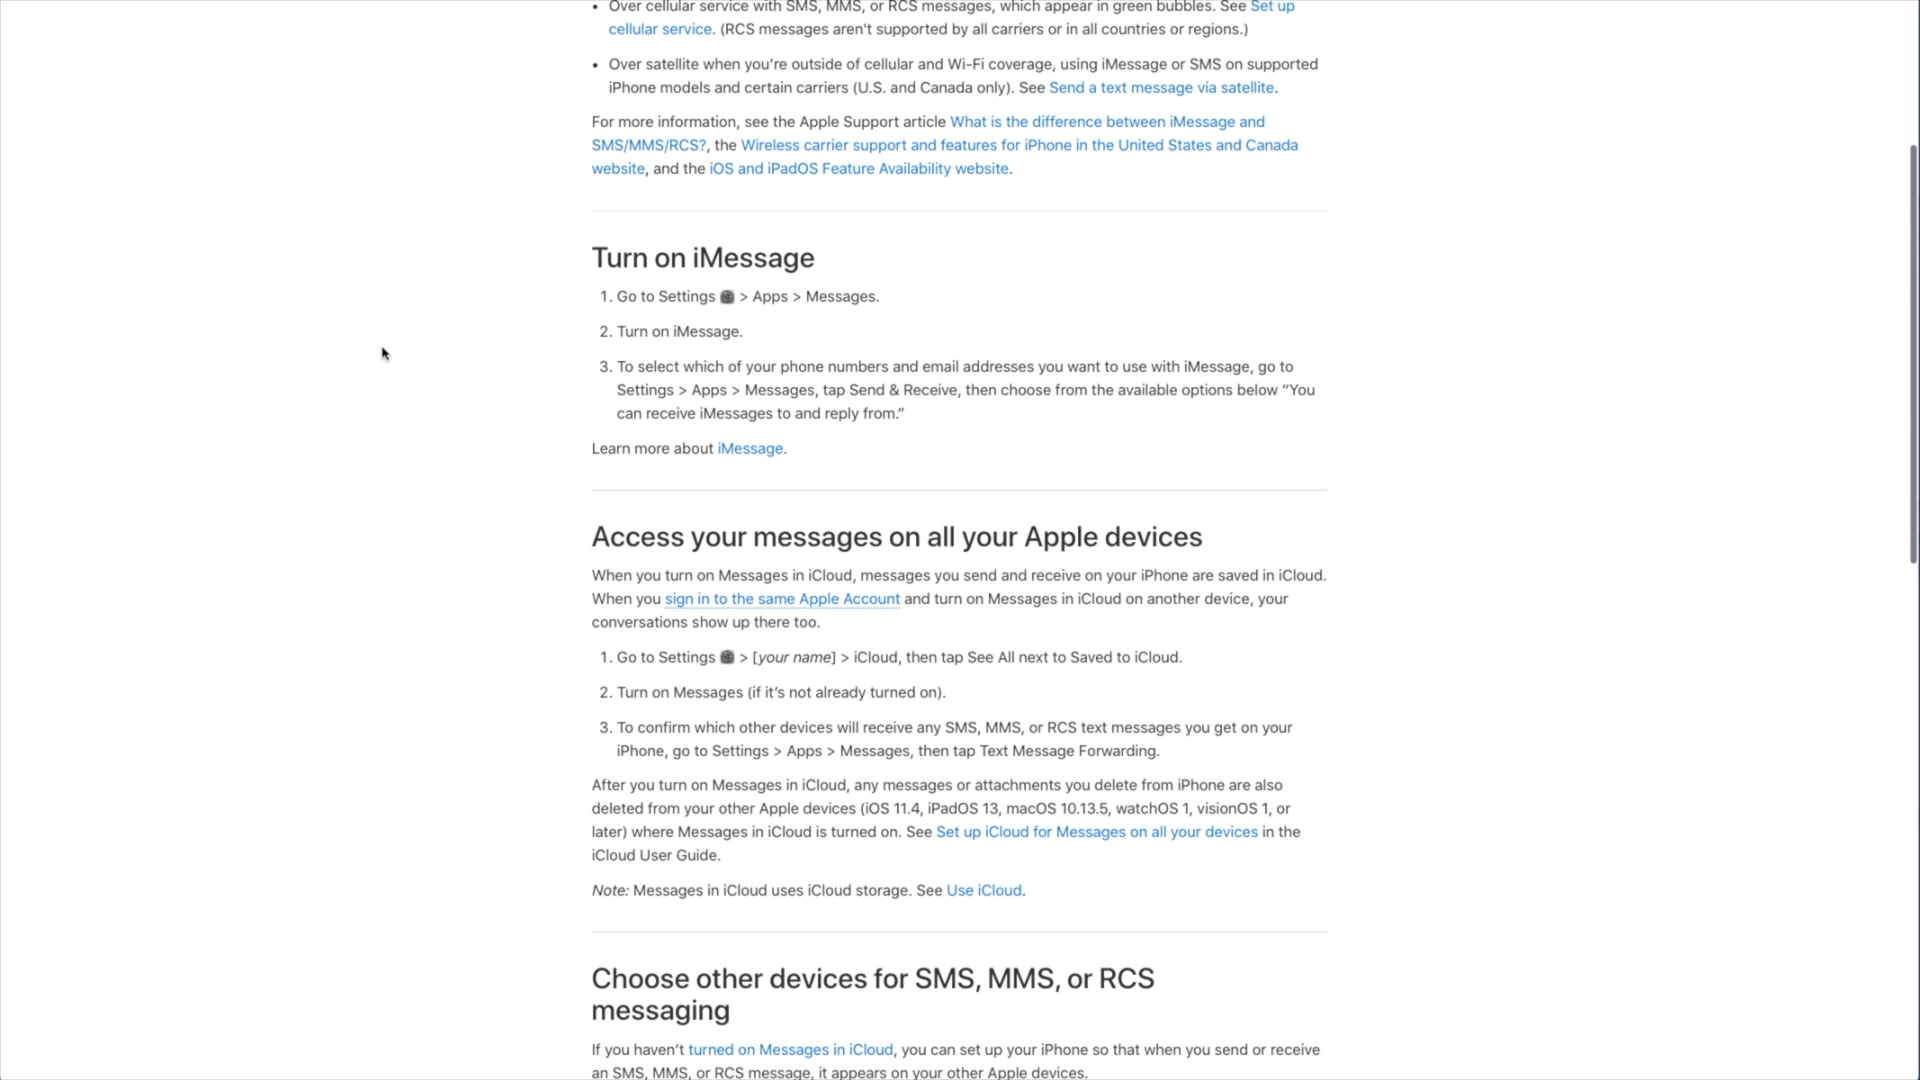 • Over cellular service with SMS, MMS, or RCS messages, which appear in green bubbles. See Set up
cellular service. (RCS messages aren't supported by all carriers or in all countries or regions.)
• Over satellite when you’re outside of cellular and Wi-Fi coverage, using iMessage or SMS on supported
iPhone models and certain carriers (U.S. and Canada only). See Send a text message via satellite.
For more information, see the Apple Support article What is the difference between iMessage and
SMS/MMS/RCS?, the Wireless carrier support and features for iPhone in the United States and Canada
website, and the iOS and iPadOS Feature Availability website.
Turn on iMessage
1. Go to Settings > Apps > Messages.
2. Turn on iMessage.
3. To select which of your phone numbers and email addresses you want to use with iMessage, go to
Settings > Apps > Messages, tap Send & Receive, then choose from the available options below “You
can receive iMessages to and reply from.”
Learn more about iMessage.
Access your messages on all your Apple devices
When you turn on Messages in iCloud, messages you send and receive on your iPhone are saved in iCloud.
When you sign in to the same Apple Account and turn on Messages in iCloud on another device, your
conversations show up there too.
1. Go to Settings > [your name] > iCloud, then tap See All next to Saved to iCloud.
2. Turn on Messages (if it’s not already turned on).
3. To confirm which other devices will receive any SMS, MMS, or RCS text messages you get on your
iPhone, go to Settings > Apps > Messages, then tap Text Message Forwarding.
After you turn on Messages in iCloud, any messages or attachments you delete from iPhone are also
deleted from your other Apple devices (iOS 11.4, iPadOS 13, macOS 10.13.5, watchOS 1, visionOS 1, or
later) where Messages in iCloud is turned on. See Set up iCloud for Messages on all your devices in the
iCloud User Guide.
Note: Messages in iCloud uses iCloud storage. See Use iCloud.
Choose other devices for SMS, MMS, or RCS
messaging
If you haven’t turned on Messages in iCloud, you can set up your iPhone so that when you send or receive
an SMS, MMS, or RCS message, it appears on your other Apple devices.